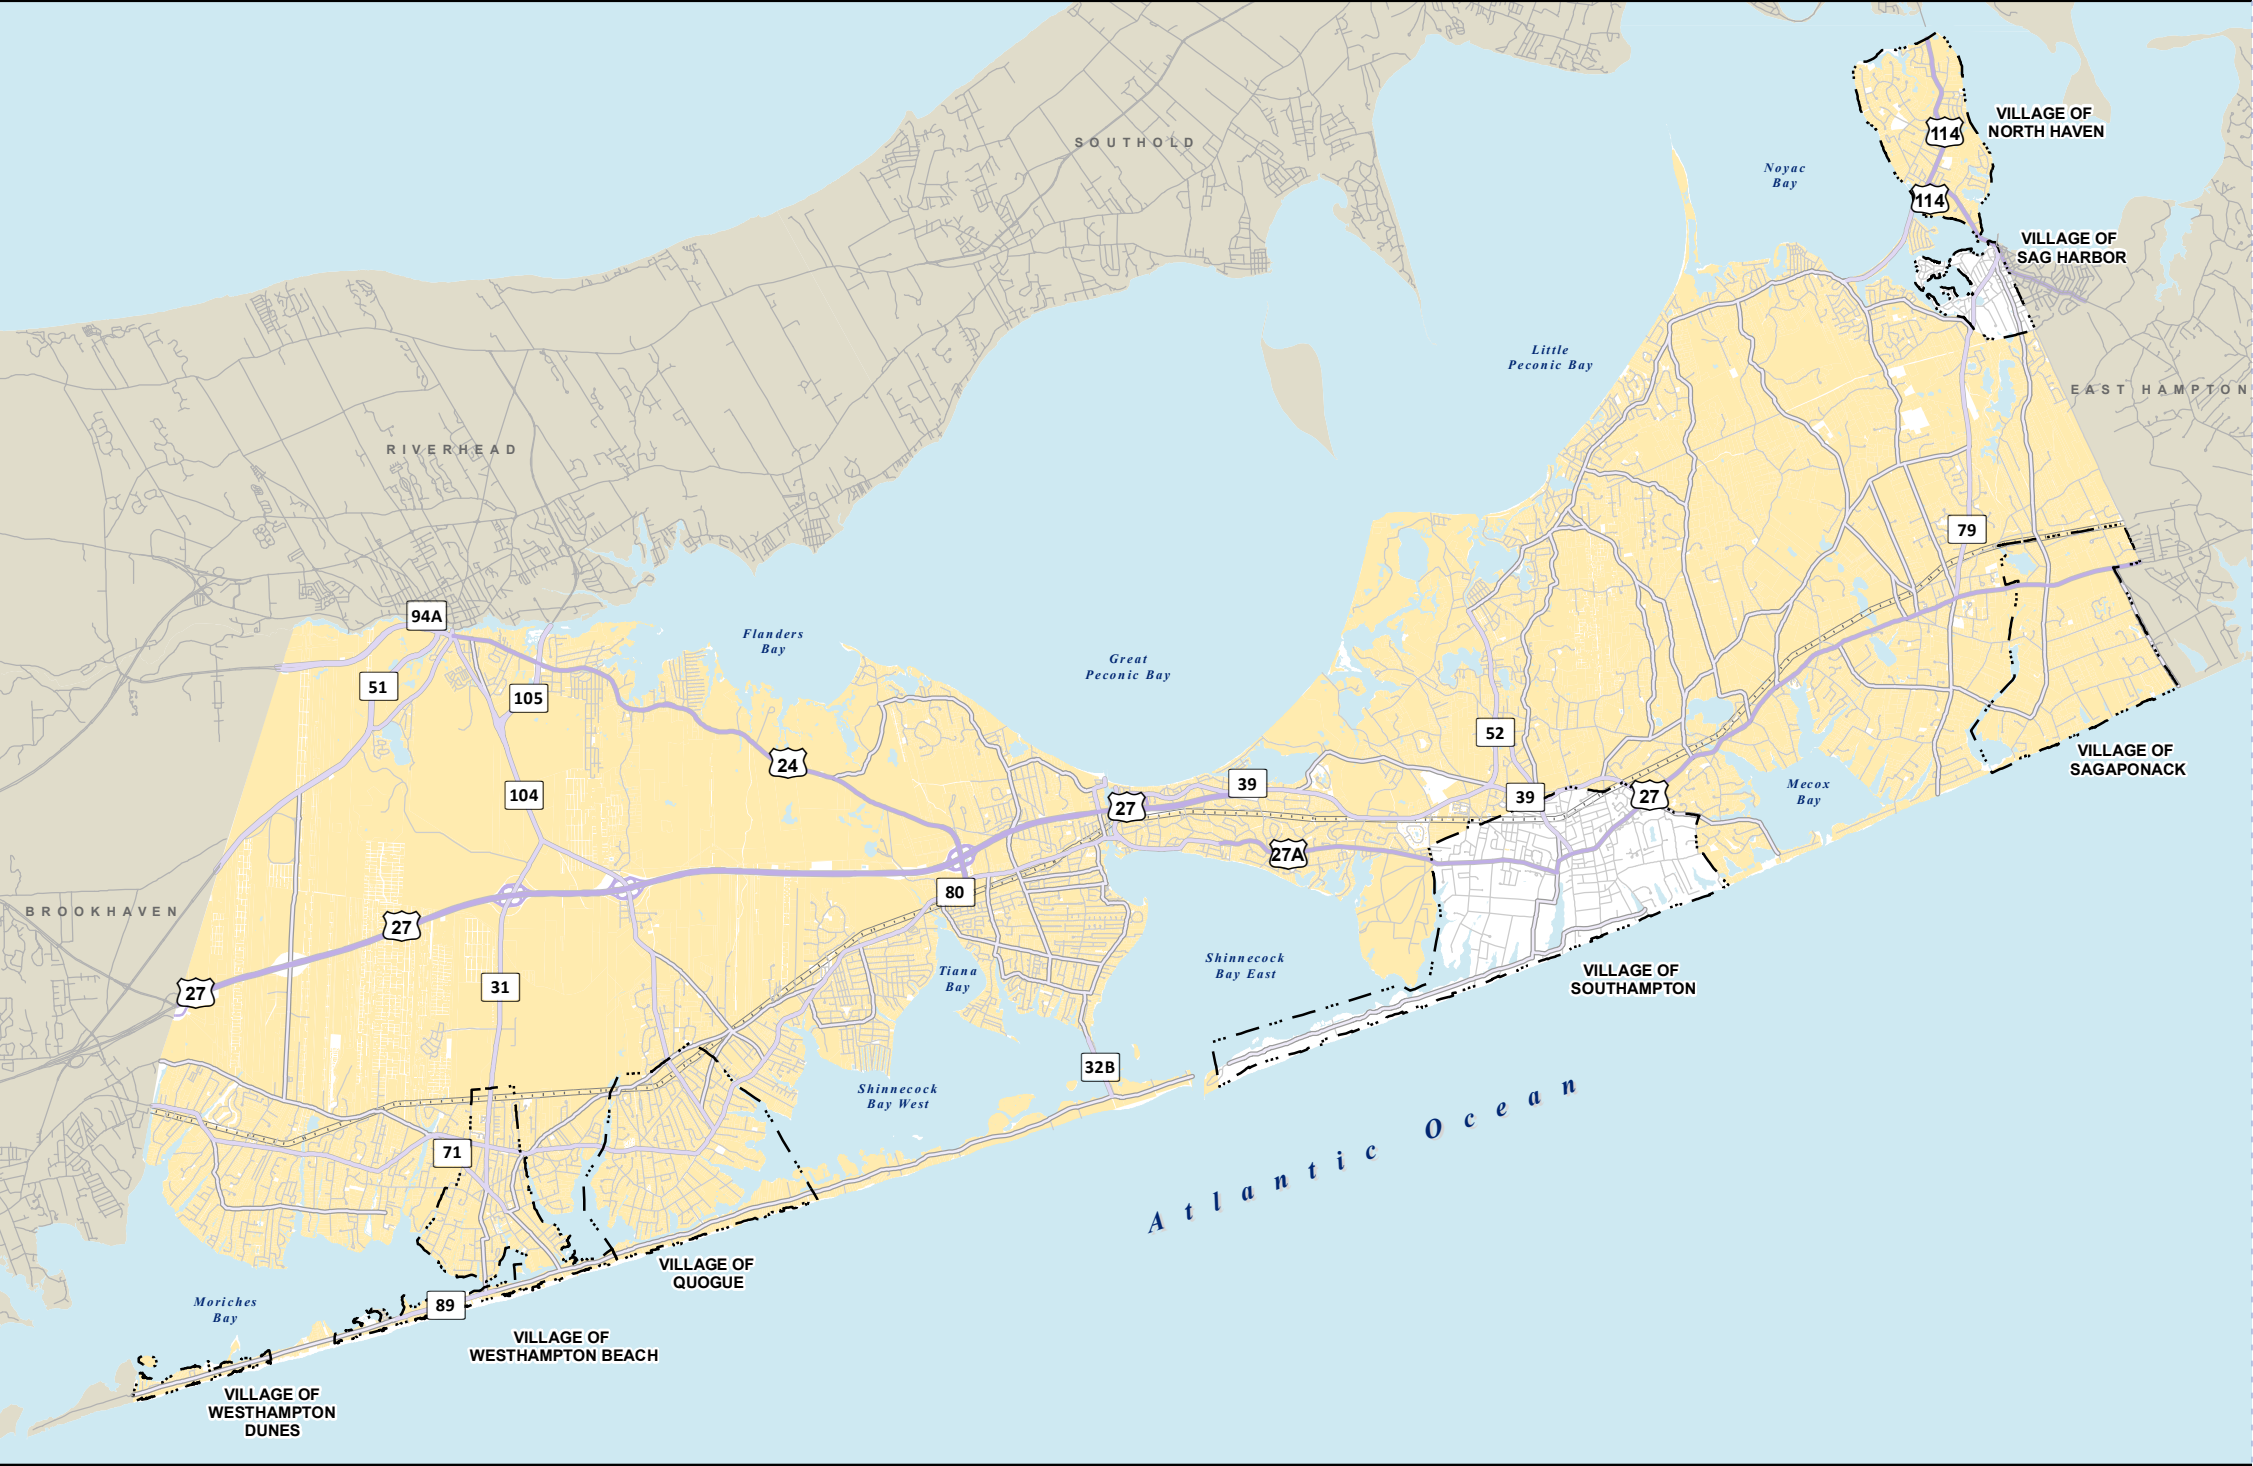 VILLAGE OF
NORTH HAVEN
114
SOUTHOLD
Noyac
Bay
114
VILLAGE OF
SAG HARBOR
Little
Peconic Bay
EAST HAMPTON
RIVERHEAD
79
94A
Flanders
Bay
Great
Peconic Bay
51
105
52
24
VILLAGE OF
SAGAPONACK
104
39
39
27
27
Mecox
Bay
27A
80
BROOKHAVEN
27
Shinnecock
Bay East
Tiana
Bay
VILLAGE OF
SOUTHAMPTON
31
27
32B
Shinnecock
Bay West
Atlantic Ocean
71
VILLAGE OF
QUOGUE
Moriches
Bay
89
VILLAGE OF
WESTHAMPTON BEACH
VILLAGE OF
WESTHAMPTON
DUNES